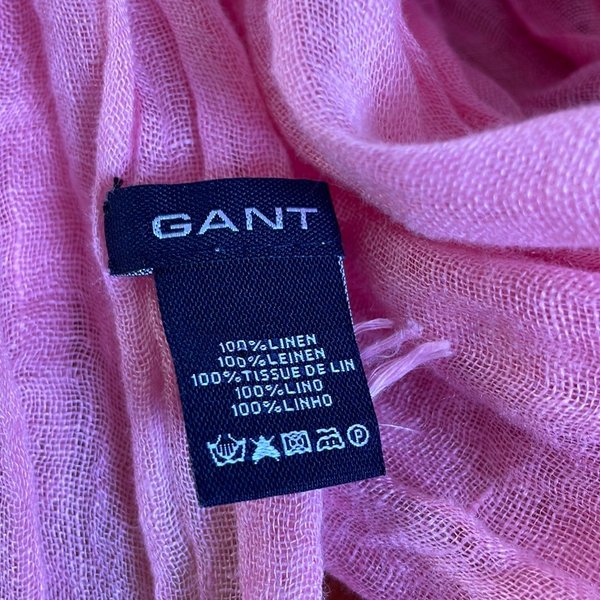 GANT
100%LINEN
100%LEINEN
100%TISSUE DE LIN
100%LINO
100%LINHO
P